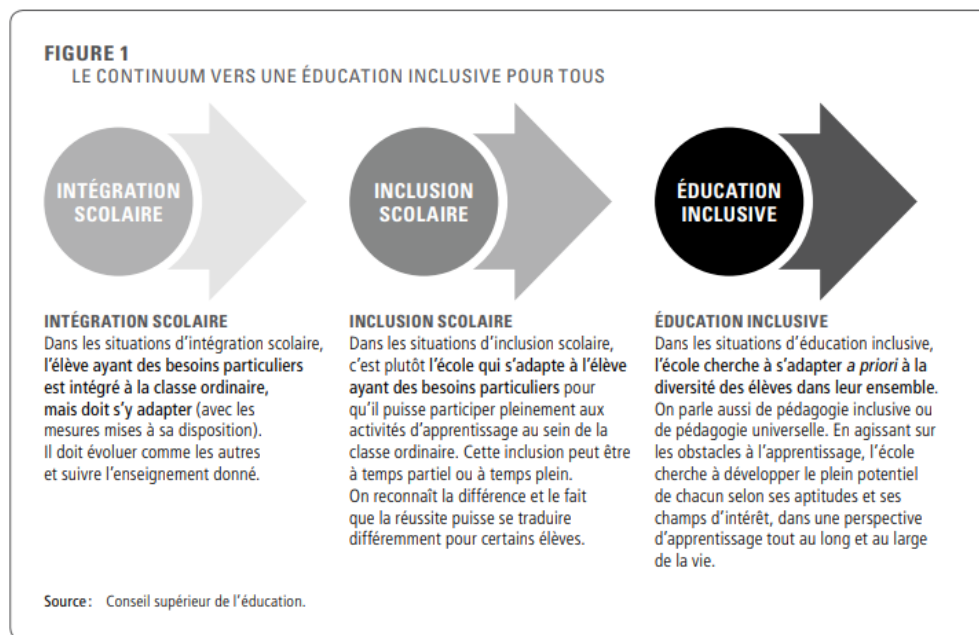 FIGURE 1
LE CONTINUUM VERS UNE ÉDUCATION INCLUSIVE POUR TOUS
INTÉGRATION
SCOLAIRE
INCLUSION
SCOLAIRE
ÉDUCATION
INCLUSIVE
INTÉGRATION SCOLAIRE
Dans les situations d’intégration scolaire,
l’élève ayant des besoins particuliers
est intégré à la classe ordinaire,
mais doit s’y adapter (avec les
mesures mises à sa disposition).
Il doit évoluer comme les autres
et suivre l’enseignement donné.
INCLUSION SCOLAIRE
Dans les situations d’inclusion scolaire,
c’est plutôt l’école qui s’adapte à l’élève
ayant des besoins particuliers pour
qu’il puisse participer pleinement aux
activités d’apprentissage au sein de la
classe ordinaire. Cette inclusion peut être
à temps partiel ou à temps plein.
On reconnaît la différence et le fait
que la réussite puisse se traduire
différemment pour certains élèves.
ÉDUCATION INCLUSIVE
Dans les situations d’éducation inclusive,
l’école cherche à s’adapter a priori à la
diversité des élèves dans leur ensemble.
On parle aussi de pédagogie inclusive ou
de pédagogie universelle. En agissant sur
les obstacles à l’apprentissage, l’école
cherche à développer le plein potentiel
de chacun selon ses aptitudes et ses
champs d’intérêt, dans une perspective
d’apprentissage tout au long et au large
de la vie.
Source : Conseil supérieur de l’éducation.